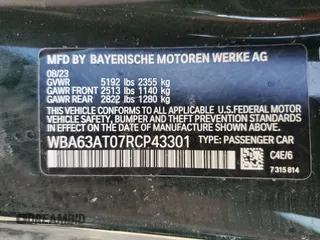 MFD BY BAYERISCHE MOTOREN WERKE AG
08/23
GVWR 5192 lbs 2355 kg
GAWR FRONT 2513 lbs 1140 kg
GAWR REAR 2822 lbs 1280 kg
THIS VEHICLE CONFORMS TO ALL APPLICABLE U.S.
FEDERAL MOTOR VEHICLE SAFETY, BUMPER, AND THEFT
PREVENTION STANDARDS IN EFFECT ON THE DATE OF
MANUFACTURE SHOWN ABOVE.
WBA63AT07RCP43301 TYPE: PASSENGER CAR
C4E/6
7 315 814
IDREAMBID